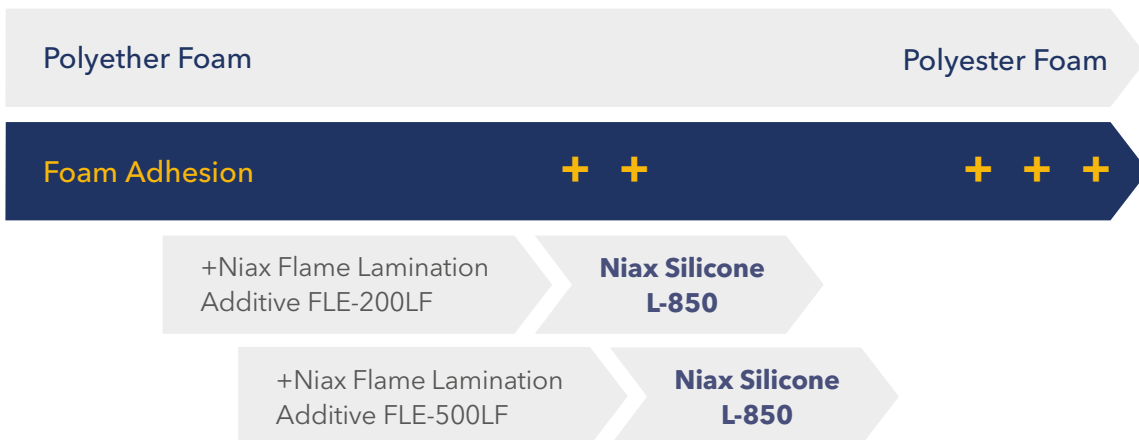 Polyether Foam
Polyester Foam
Foam Adhesion
+ +
+ + +
+Niax Flame Lamination
Additive FLE-200LF
Niax Silicone
L-850
+Niax Flame Lamination
Additive FLE-500LF
Niax Silicone
L-850